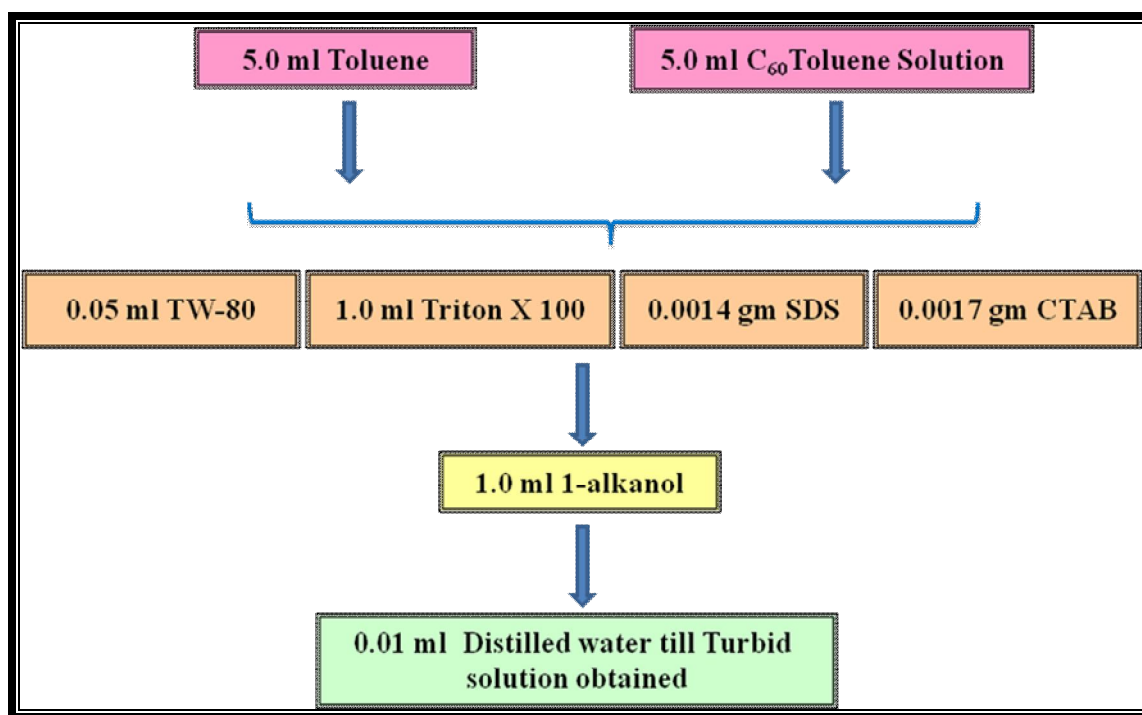 5.0 ml Toluene
5.0 ml C₆₀Toluene Solution
0.05 ml TW-80
1.0 ml Triton X 100
0.0014 gm SDS
0.0017 gm CTAB
1.0 ml 1-alkanol
0.01 ml Distilled water till Turbid
solution obtained